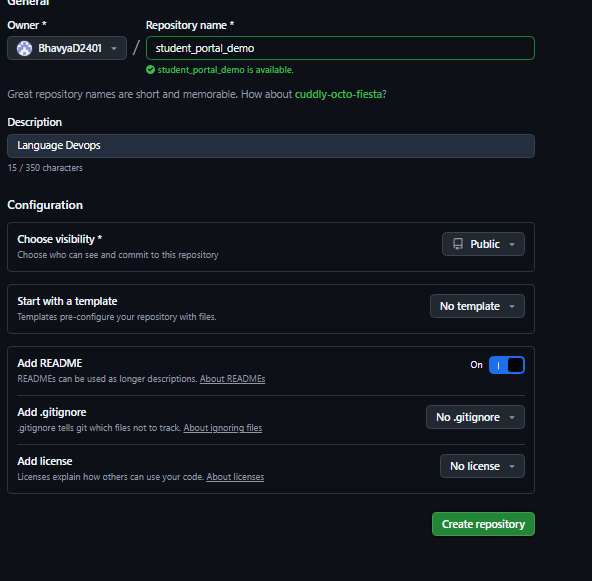 General
Owner *
Repository name *
BhavyaD2401
/
student_portal_demo
student_portal_demo is available.
Great repository names are short and memorable. How about cuddly-octo-fiesta?
Description
Language Devops
15 / 350 characters
Configuration
Choose visibility *
Choose who can see and commit to this repository
Public
Start with a template
Templates pre-configure your repository with files.
No template
Add README
READMEs can be used as longer descriptions. About READMEs
On
Add .gitignore
.gitignore tells git which files not to track. About ignoring files
No .gitignore
Add license
Licenses explain how others can use your code. About licenses
No license
Create repository